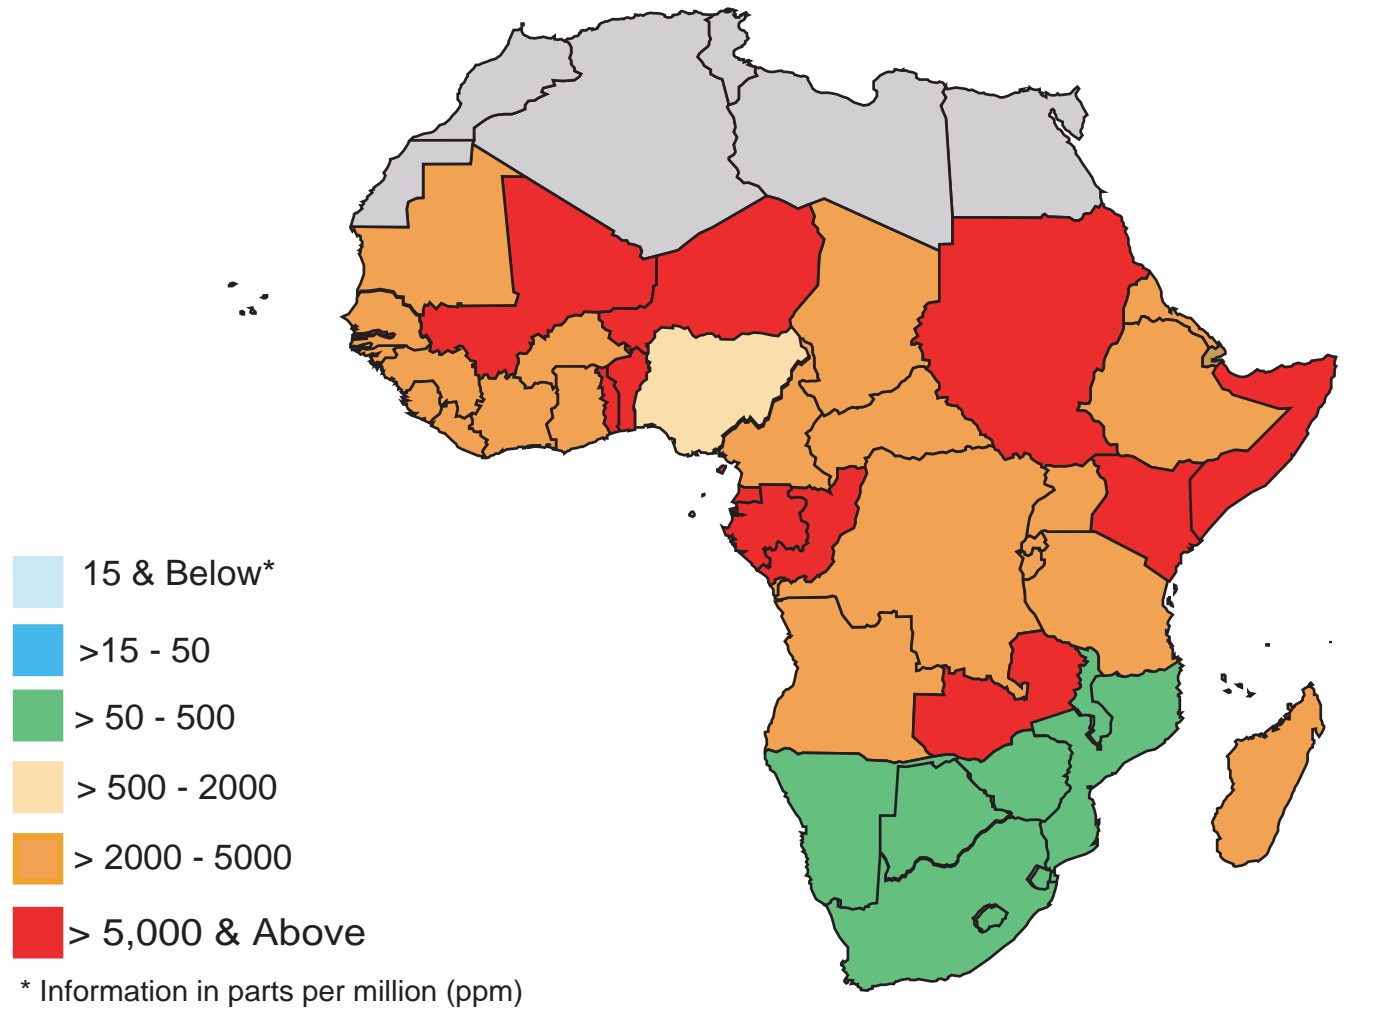 15 & Below*
>15 - 50
> 50 - 500
> 500 - 2000
> 2000 - 5000
> 5,000 & Above
* Information in parts per million (ppm)